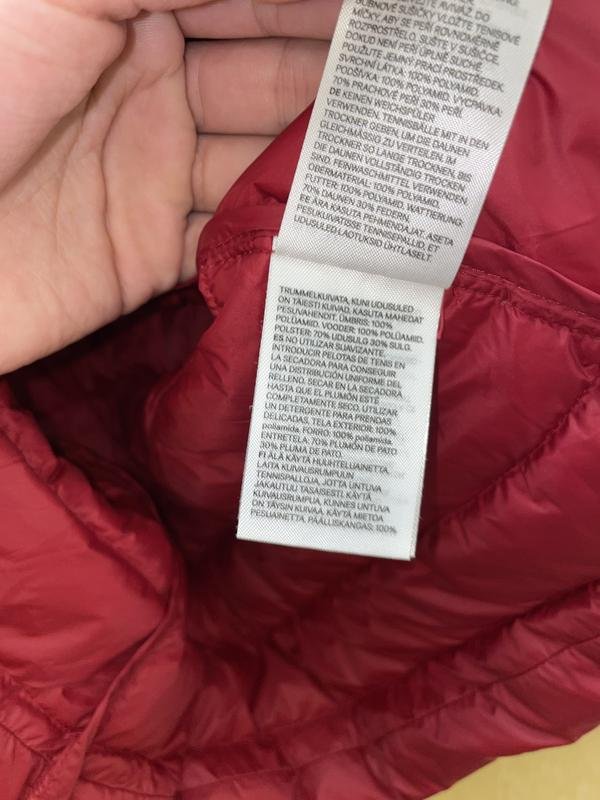 DO
BUBNOVÉ SUŠIČKY VLOŽTE TENISOVÉ
MÍČKY, ABY SE PEŘÍ ROVNOMĚRNĚ
ROZPROSTŘELO. SUŠTE V SUŠIČCE,
DOKUD NENÍ PEŘÍ ÚPLNĚ SUCHÉ.
POUŽIJTE JEMNÝ PRACÍ PROSTŘEDEK.
SVRCHNÍ LÁTKA: 100% POLYAMID.
PODŠÍVKA: 100% POLYAMID. VYCPÁVKA:
70% PRACHOVÉ PEŘÍ 30% PEŘÍ.
DE KEINEN WEICHSPÜLER
VERWENDEN. TENNISBÄLLE MIT IN DEN
TROCKNER GEBEN, UM DIE DAUNEN
GLEICHMÄSSIG ZU VERTEILEN. IM
TROCKNER SO LANGE TROCKNEN, BIS
DIE DAUNEN VOLLSTÄNDIG TROCKEN
SIND. FEINWASCHMITTEL VERWENDEN.
OBERMATERIAL: 100% POLYAMID.
FUTTER: 100% POLYAMID. WATTIERUNG:
70% DAUNEN 30% FEDERN.
EE ÄRA KASUTA PEHMENDAJAT. ASETA
PESUKUIVATISSE TENNISEPALLID, ET
UDUSULED LAOTUKSID ÜHTLASELT.
TRUMMELKUIVATA, KUNI UDUSULED
ON TÄIESTI KUIVAD. KASUTA MAHEDAT
PESUVAHENDIT. ÜMBRIS: 100%
POLÜAMIID. VOODER: 100% POLÜAMIID.
POLSTER: 70% UDUSULG 30% SULG.
ES NO UTILIZAR SUAVIZANTE.
INTRODUCIR PELOTAS DE TENIS EN
LA SECADORA PARA CONSEGUIR
UNA DISTRIBUCIÓN UNIFORME DEL
RELLENO. SECAR EN LA SECADORA
HASTA QUE EL PLUMÓN ESTÉ
COMPLETAMENTE SECO. UTILIZAR
UN DETERGENTE PARA PRENDAS
DELICADAS. TELA EXTERIOR: 100%
poliamida. FORRO: 100% poliamida.
ENTRETELA: 70% PLUMÓN DE PATO
30% PLUMA DE PATO.
FI ÄLÄ KÄYTÄ HUUHTELUAINETTA.
LAITA KUIVAUSRUMPUUN
TENNISPALLOJA, JOTTA UNTUVA
JAKAUTUU TASAISESTI. KÄYTÄ
KUIVAUSRUMPUA, KUNNES UNTUVA
ON TÄYSIN KUIVAA. KÄYTÄ MIETOA
PESUAINETTA. PÄÄLLISKANGAS: 100%